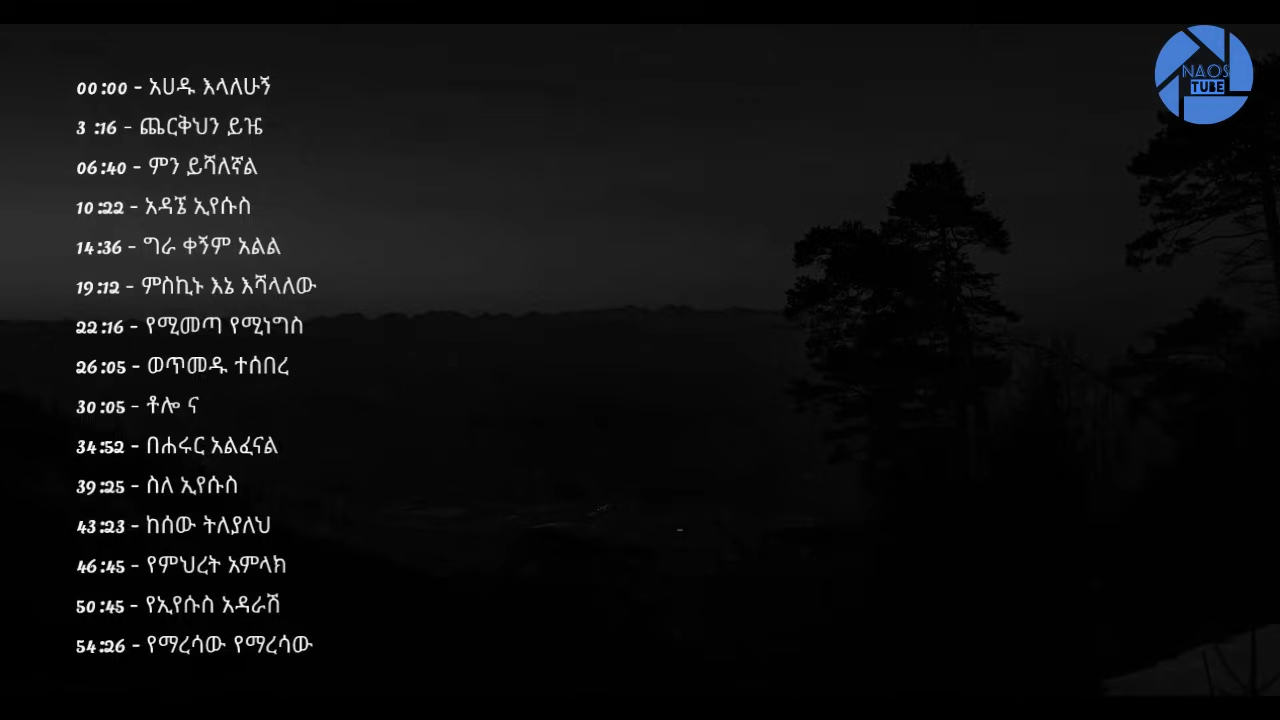 00:00 - አሀዱ እላለሁኝ
3 :16 - ጨርቅህን ይዤ
06:40 - ምን ይሻለኛል
10:22 - አዳኜ ኢየሱስ
14:36 - ግራ ቀኝም አልል
19:12 - ምስኪኑ እኔ እሻላለው
22:16 - የሚመጣ የሚነግስ
26:05 - ወጥመዱ ተሰበረ
30:05 - ቶሎ ና
34:52 - በሐሩር አልፈናል
39:25 - ስለ ኢየሱስ
43:23 - ከሰው ትለያለህ
46:45 - የምህረት አምላክ
50:45 - የኢየሱስ አዳራሽ
54:26 - የማረሳው የማረሳው
NAOS
TUBE